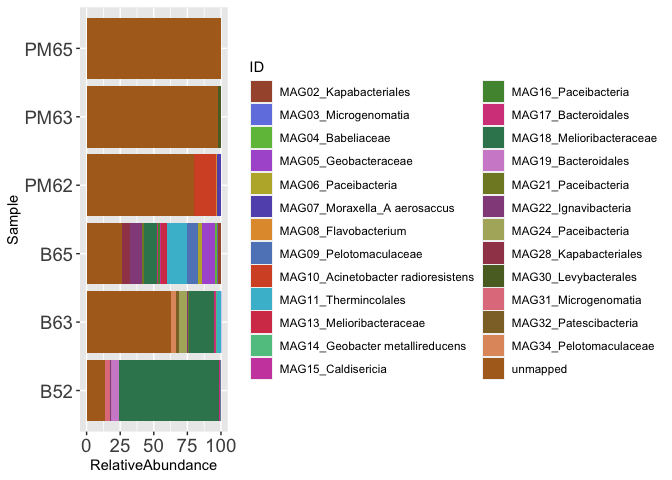 PM65
PM63
PM62
B65
B63
B52
Sample
0 25 50 75 100
RelativeAbundance
ID
MAG02_Kapabacteriales
MAG03_Microgenomatia
MAG04_Babeliaceae
MAG05_Geobacteraceae
MAG06_Paceibacteria
MAG07_Moraxella_A aerosaccus
MAG08_Flavobacterium
MAG09_Pelotomaculaceae
MAG10_Acinetobacter radioresistens
MAG11_Thermincolales
MAG13_Melioribacteraceae
MAG14_Geobacter metallireducens
MAG15_Caldisericia
MAG16_Paceibacteria
MAG17_Bacteroidales
MAG18_Melioribacteraceae
MAG19_Bacteroidales
MAG21_Paceibacteria
MAG22_Ignavibacteria
MAG24_Paceibacteria
MAG28_Kapabacteriales
MAG30_Levybacterales
MAG31_Microgenomatia
MAG32_Patescibacteria
MAG34_Pelotomaculaceae
unmapped